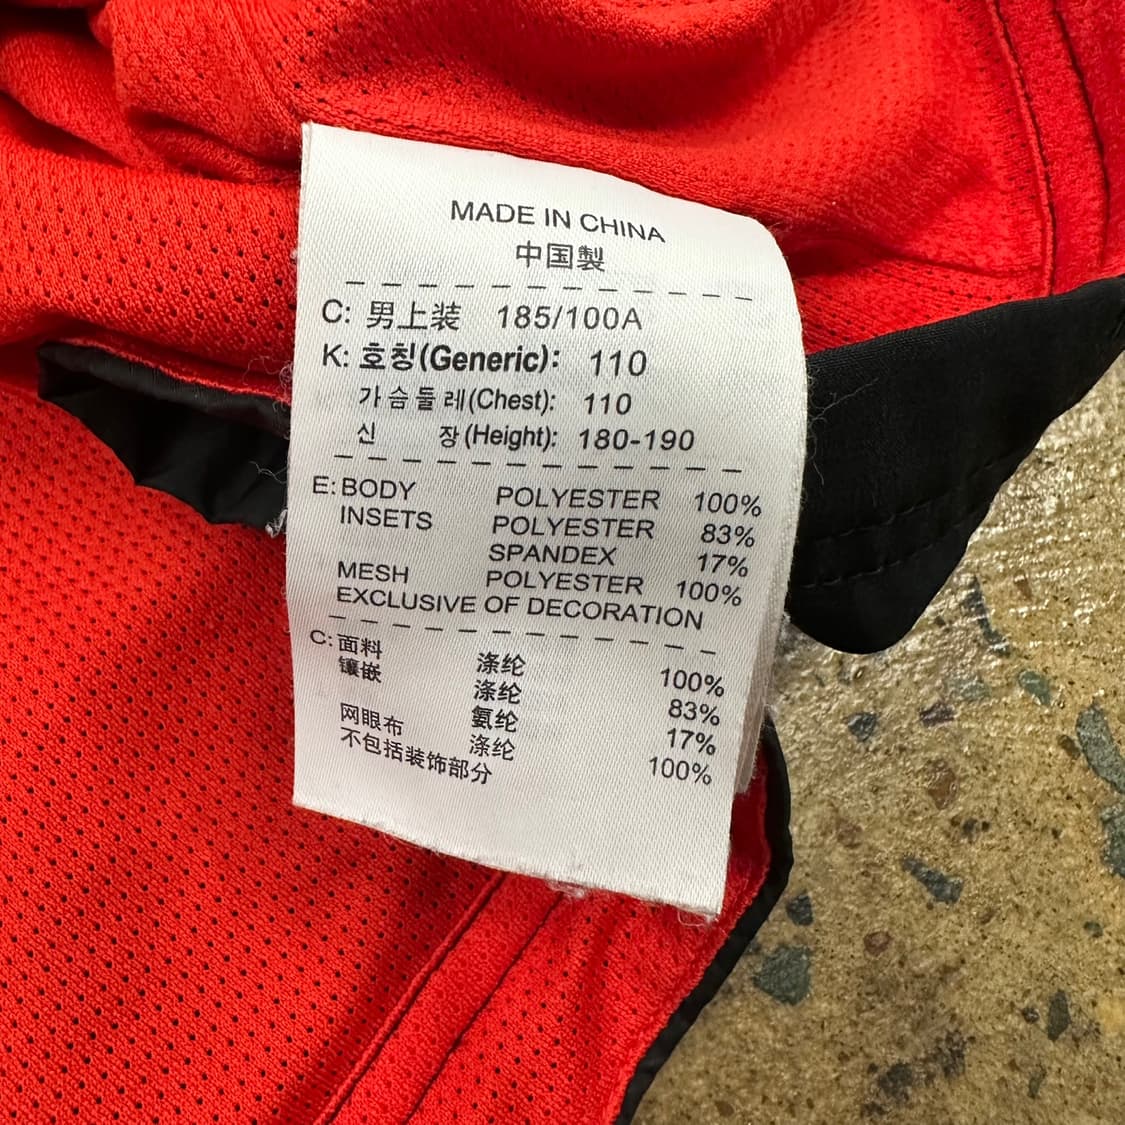 MADE IN CHINA
中国製
C: 男上装 185/100A
K: 호칭(Generic): 110
가슴둘레(Chest): 110
신 장(Height): 180-190
E: BODY POLYESTER 100%
INSETS POLYESTER 83%
SPANDEX 17%
MESH POLYESTER 100%
EXCLUSIVE OF DECORATION
C: 面料 涤纶 100%
镶嵌 涤纶 83%
氨纶 17%
网眼布 涤纶 100%
不包括装饰部分